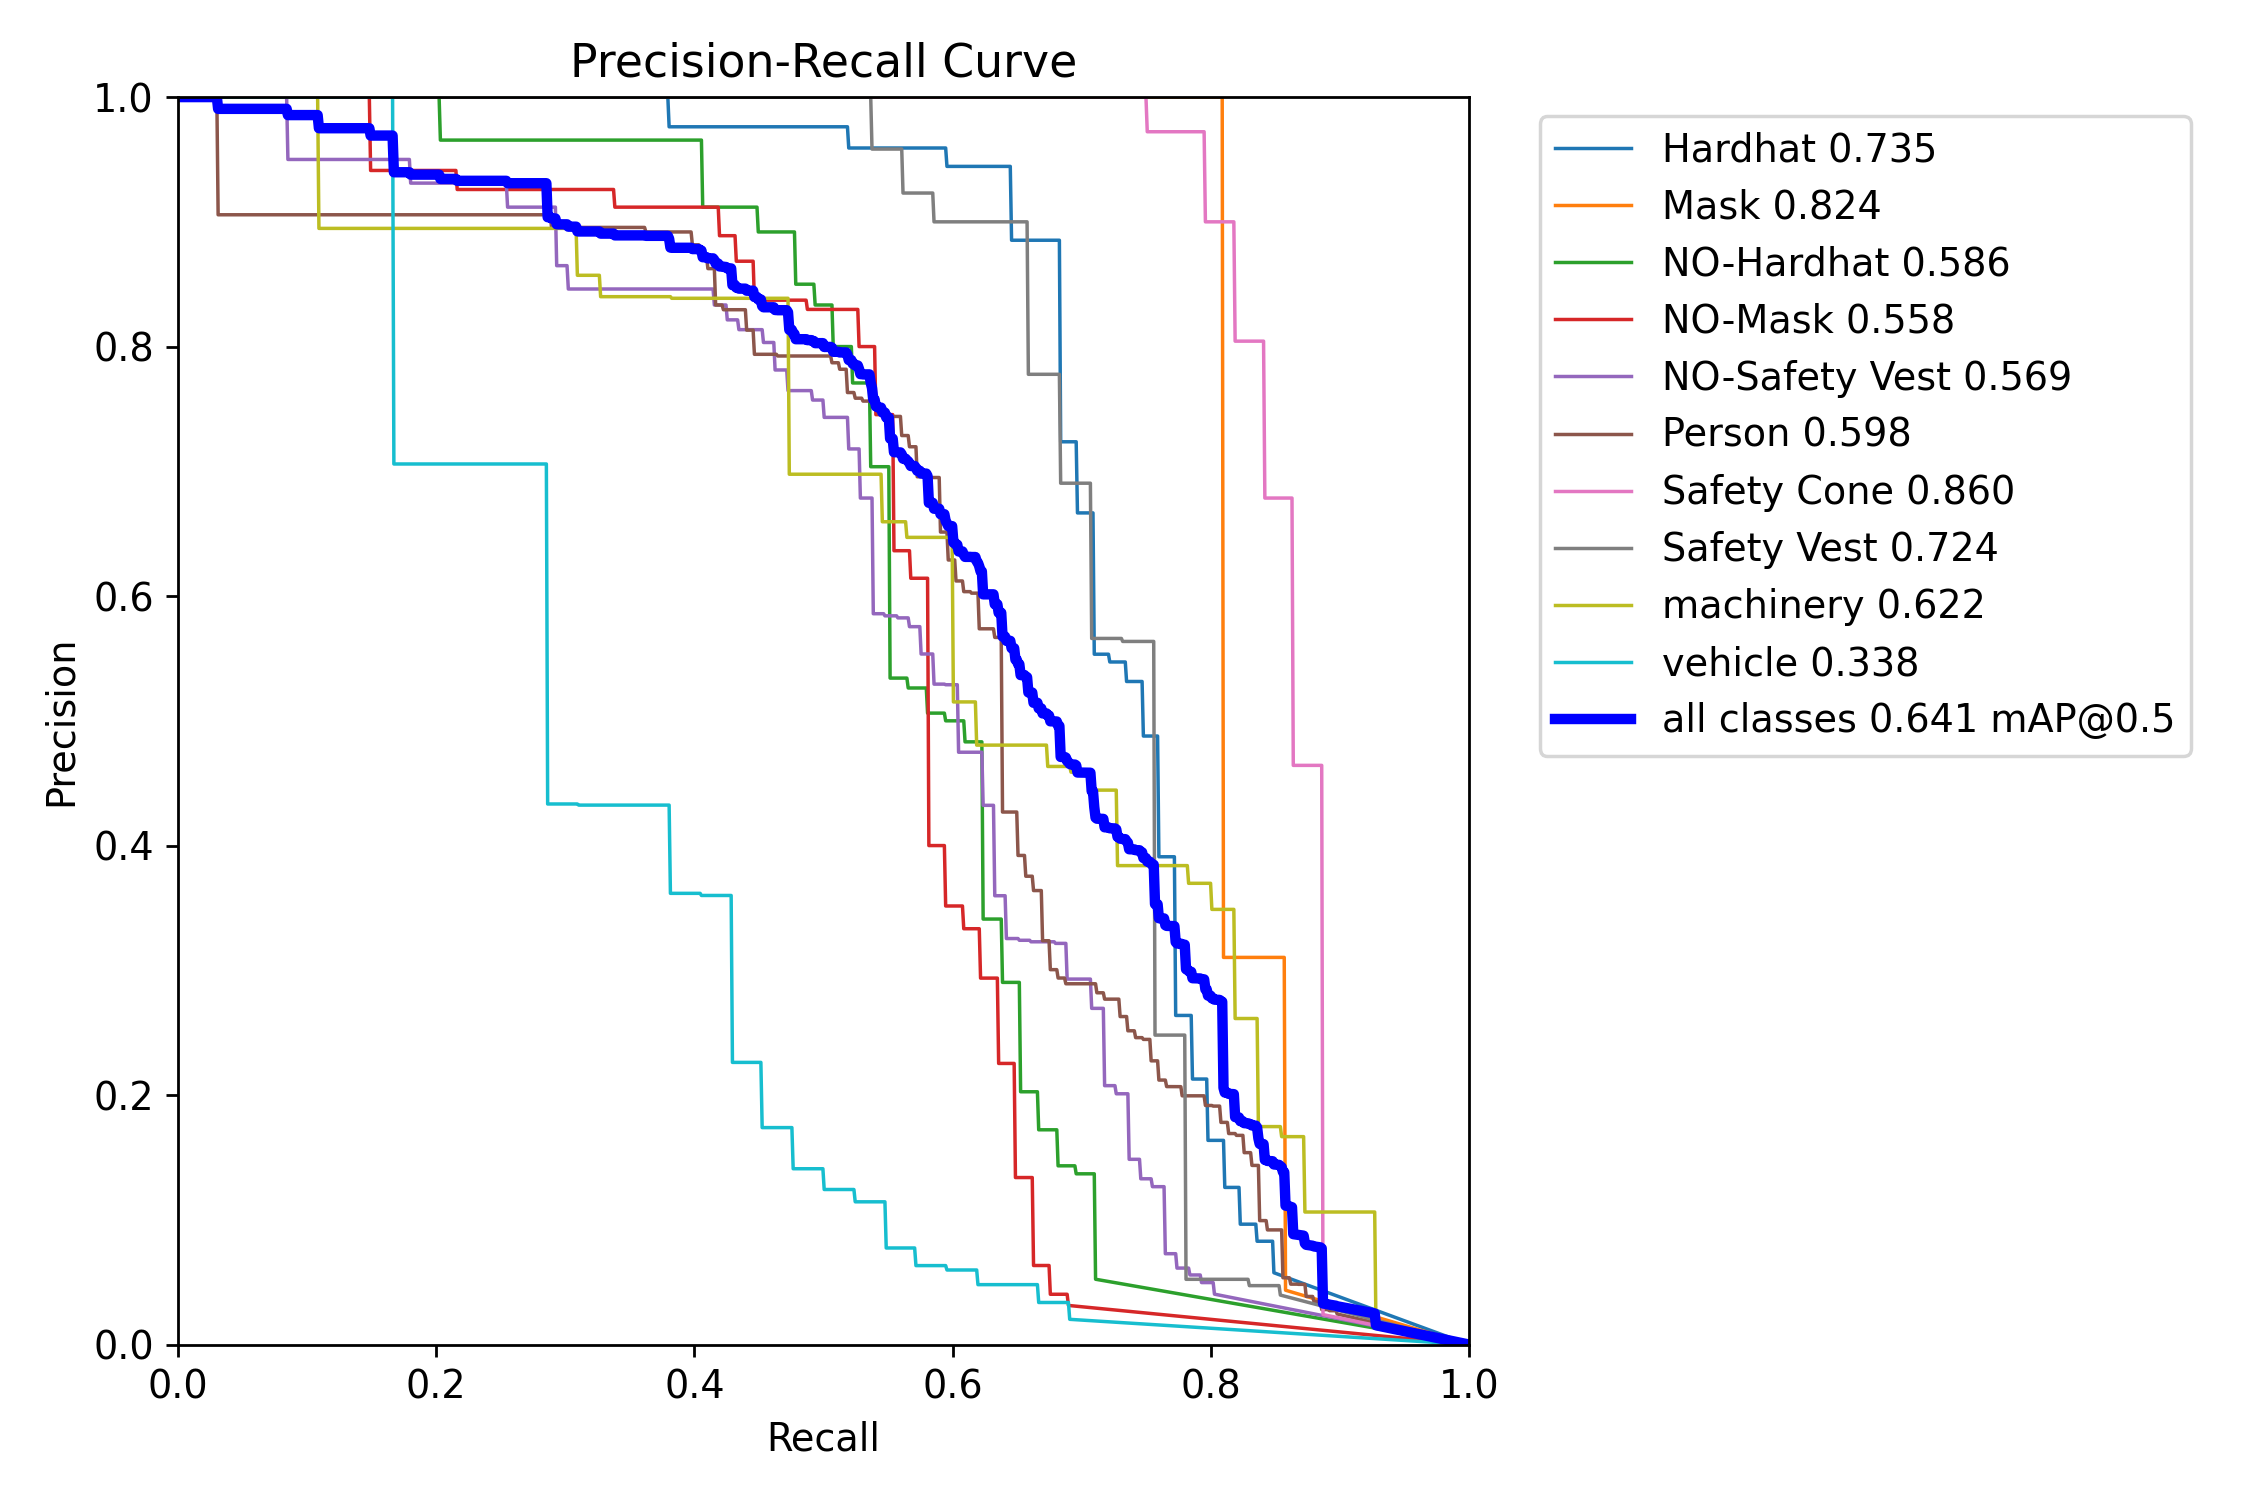 Precision-Recall Curve
1.0
0.8
0.6
0.4
0.2
0.0
Precision
0.0 0.2 0.4 0.6 0.8 1.0
Recall
Hardhat 0.735
Mask 0.824
NO-Hardhat 0.586
NO-Mask 0.558
NO-Safety Vest 0.569
Person 0.598
Safety Cone 0.860
Safety Vest 0.724
machinery 0.622
vehicle 0.338
all classes 0.641 mAP@0.5